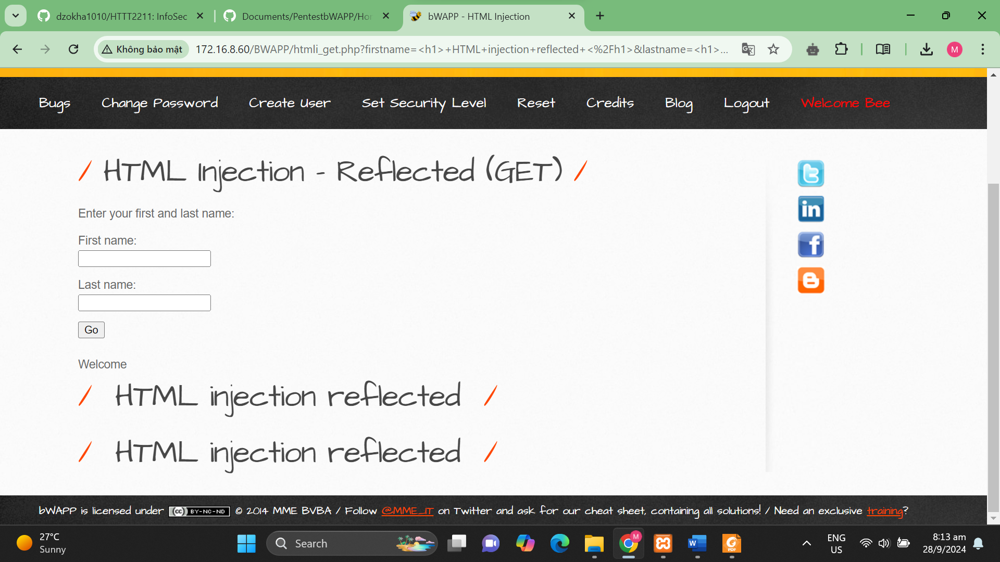 dzokha1010/HTTT2211: InfoSec
Documents/PentestbWAPP/Hor
bWAPP - HTML Injection
Không bảo mật
172.16.8.60/BWAPP/htmli_get.php?firstname=<h1>+HTML+injection+reflected+<%2Fh1>&lastname=<h1>...
M
Bugs Change Password Create User Set Security Level Reset Credits Blog Logout Welcome Bee
/ HTML Injection - Reflected (GET) /
Enter your first and last name:
First name:
Last name:
Go
Welcome
/ HTML injection reflected /
/ HTML injection reflected /
in
f
bWAPP is licensed under (cc) BY-NC-ND © 2014 MME BVBA / Follow @MME_IT on Twitter and ask for our cheat sheet, containing all solutions! / Need an exclusive training?
27°C
Sunny
Search
M
W
PDF
ENG
US
8:13 am
28/9/2024